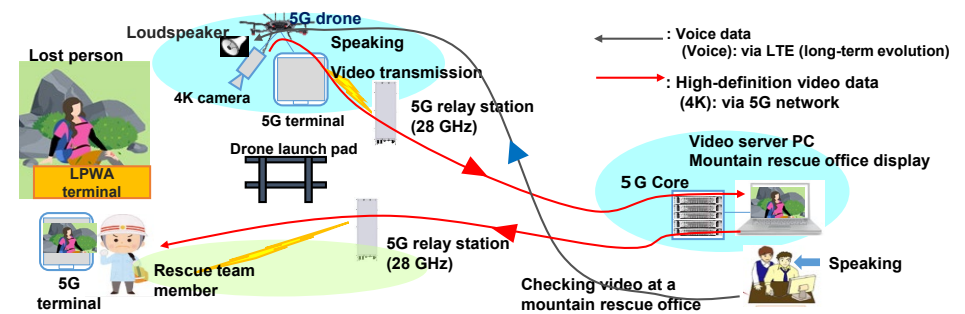 5G drone
Loudspeaker
Speaking
Lost person
Video transmission
4K camera
5G terminal
5G relay station
(28 GHz)
Drone launch pad
LPWA
terminal
: Voice data
(Voice): via LTE (long-term evolution)
: High-definition video data
(4K): via 5G network
Video server PC
Mountain rescue office display
5G Core
5G relay station
(28 GHz)
5G
terminal
Rescue team
member
Checking video at a
mountain rescue office
Speaking